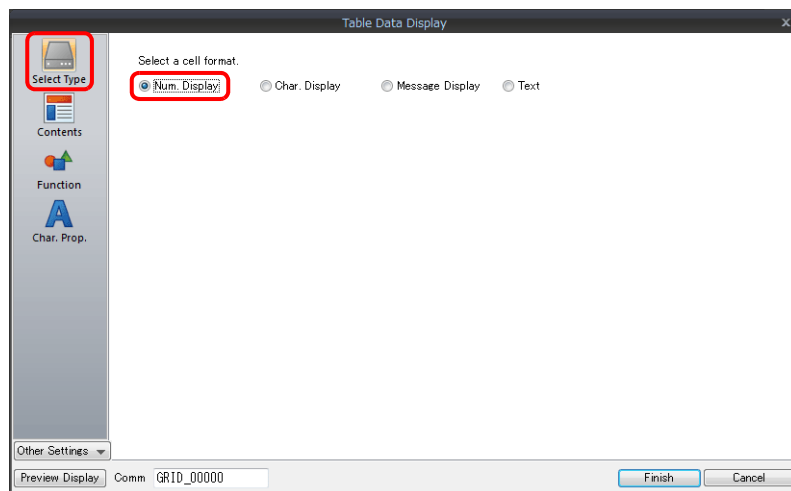 Table Data Display
x
Select Type
Contents
Function
Char. Prop.
Select a cell format.
Num. Display Char. Display Message Display Text
Other Settings
Preview Display Comm GRID_00000 Finish Cancel